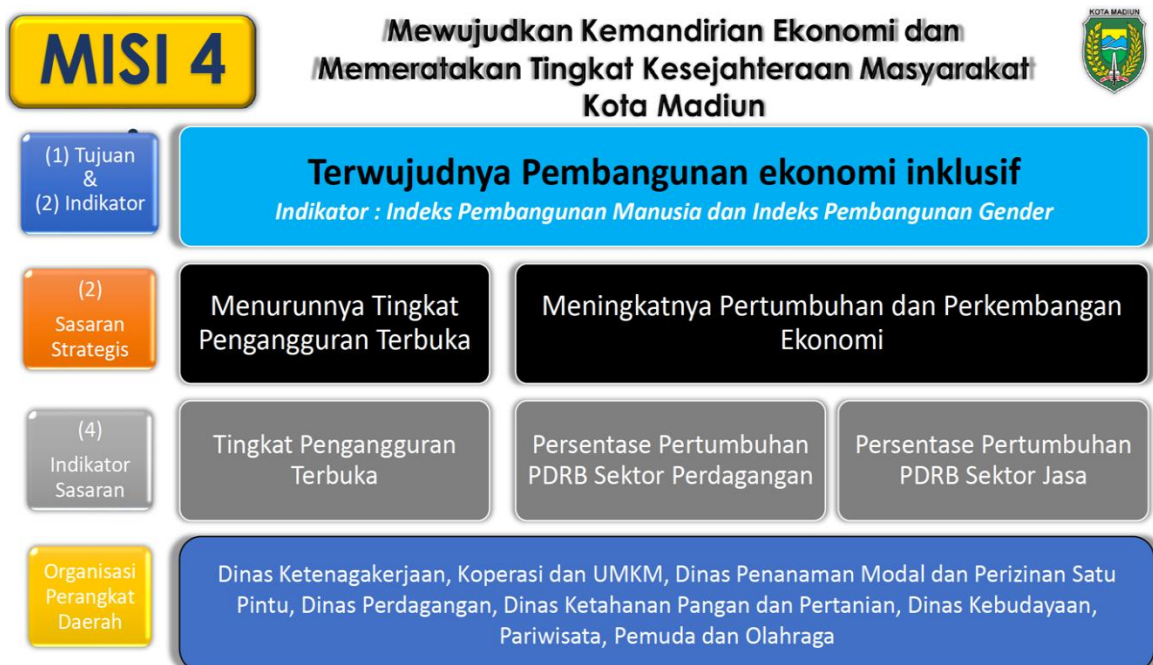 MISI 4
Mewujudkan Kemandirian Ekonomi dan
Memeratakan Tingkat Kesejahteraan Masyarakat
Kota Madiun
KOTA MADIUN
(1) Tujuan
&
(2) Indikator
Terwujudnya Pembangunan ekonomi inklusif
Indikator : Indeks Pembangunan Manusia dan Indeks Pembangunan Gender
(2)
Sasaran
Strategis
Menurunnya Tingkat
Pengangguran Terbuka
Meningkatnya Pertumbuhan dan Perkembangan
Ekonomi
(4)
Indikator
Sasaran
Tingkat Pengangguran
Terbuka
Persentase Pertumbuhan
PDRB Sektor Perdagangan
Persentase Pertumbuhan
PDRB Sektor Jasa
Organisasi
Perangkat
Daerah
Dinas Ketenagakerjaan, Koperasi dan UMKM, Dinas Penanaman Modal dan Perizinan Satu
Pintu, Dinas Perdagangan, Dinas Ketahanan Pangan dan Pertanian, Dinas Kebudayaan,
Pariwisata, Pemuda dan Olahraga